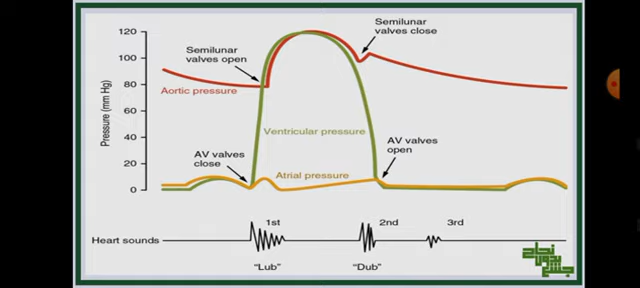 120
100
80
60
40
20
0
Pressure (mm Hg)
Semilunar
valves open
Semilunar
valves close
Aortic pressure
Ventricular pressure
AV valves
close
Atrial pressure
AV valves
open
1st
2nd
3rd
Heart sounds
"Lub"
"Dub"